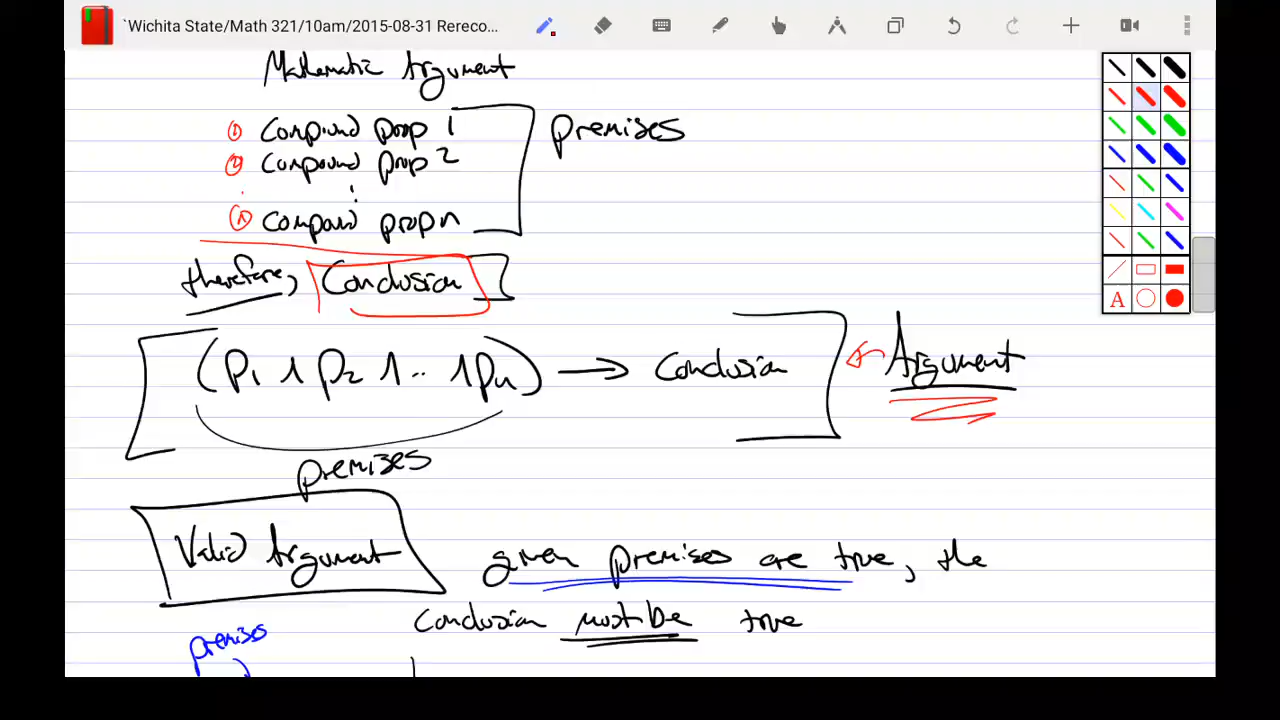 `Wichita State/Math 321/10am/2015-08-31 Rereco...
Mathematic Argument
① Compound prop 1
② Compound prop 2
⋮
ⓝ Compound prop n
premises
therefore, Conclusion
(P₁ ∧ P₂ ∧ .. ∧ Pₙ) → Conclusion
Argument
premises
Valid Argument
given premises are true, the
Conclusion must be true
premises
A